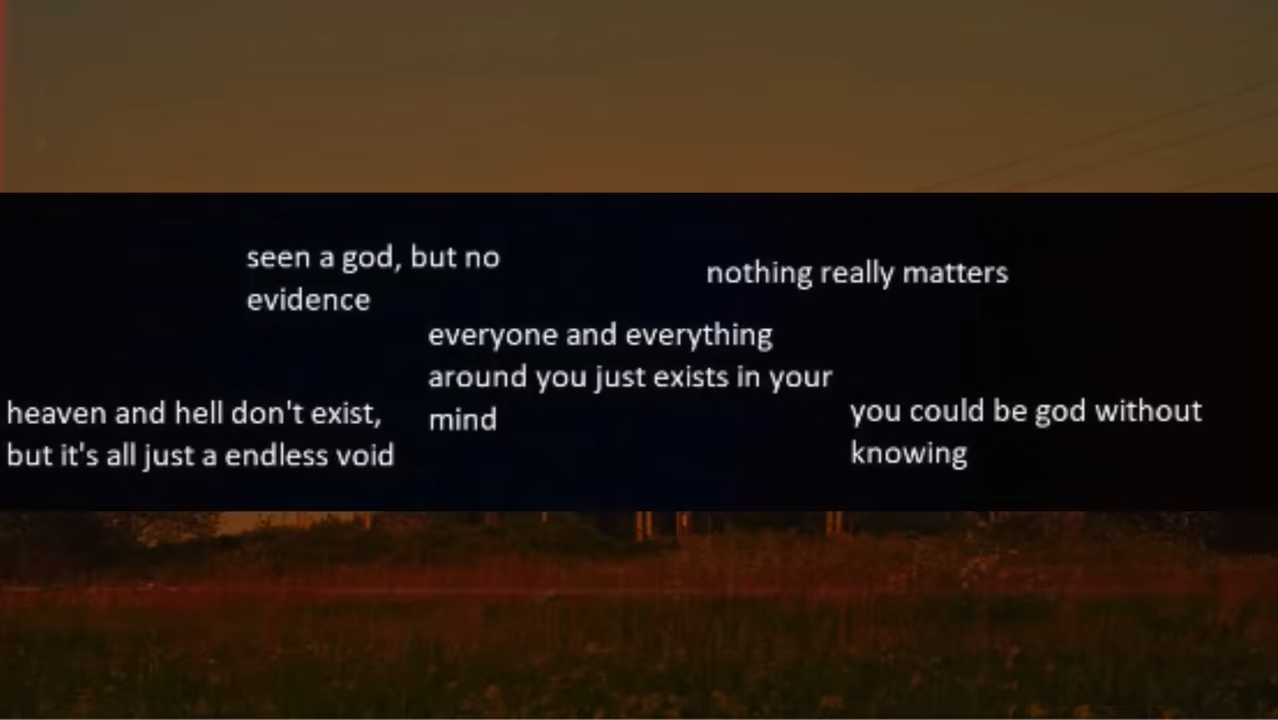 seen a god, but no
evidence
nothing really matters
everyone and everything
around you just exists in your
mind
heaven and hell don't exist,
but it's all just a endless void
you could be god without
knowing